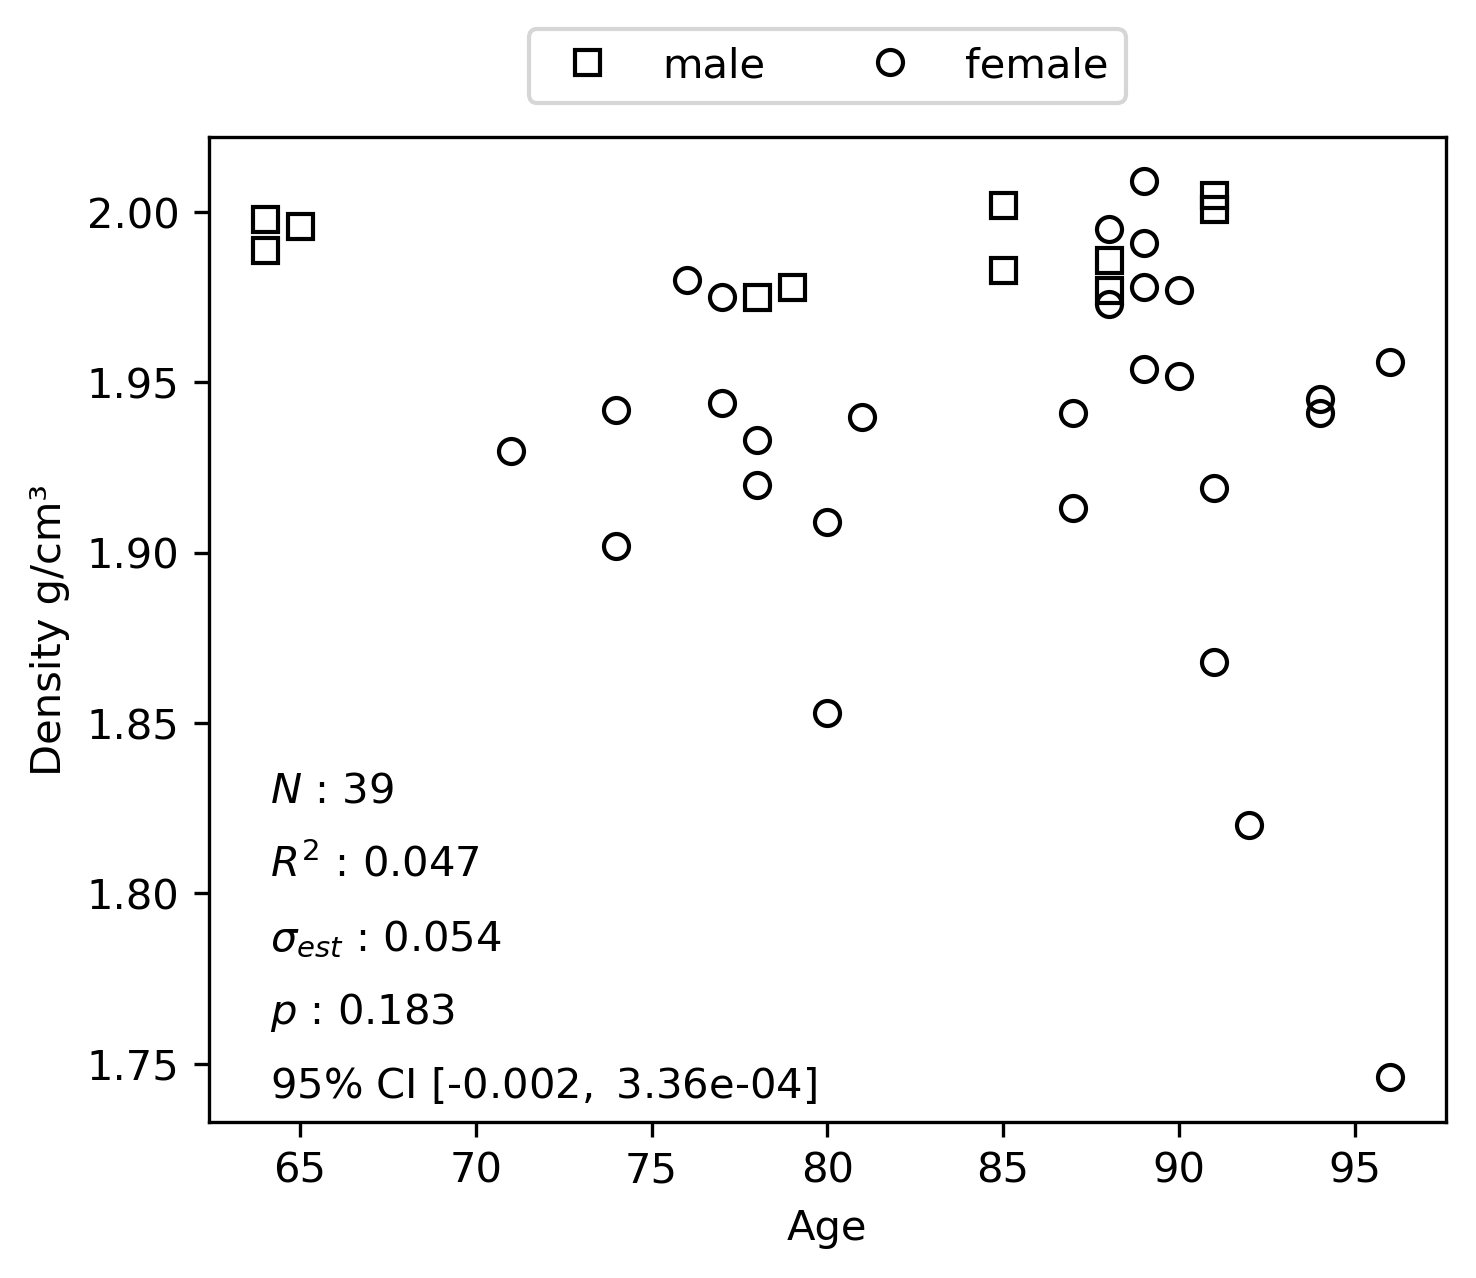 male female
2.00
1.95
1.90
1.85
1.80
1.75
Density g/cm³
N : 39
R² : 0.047
σ_est : 0.054
p : 0.183
95% CI [-0.002, 3.36e-04]
65 70 75 80 85 90 95
Age